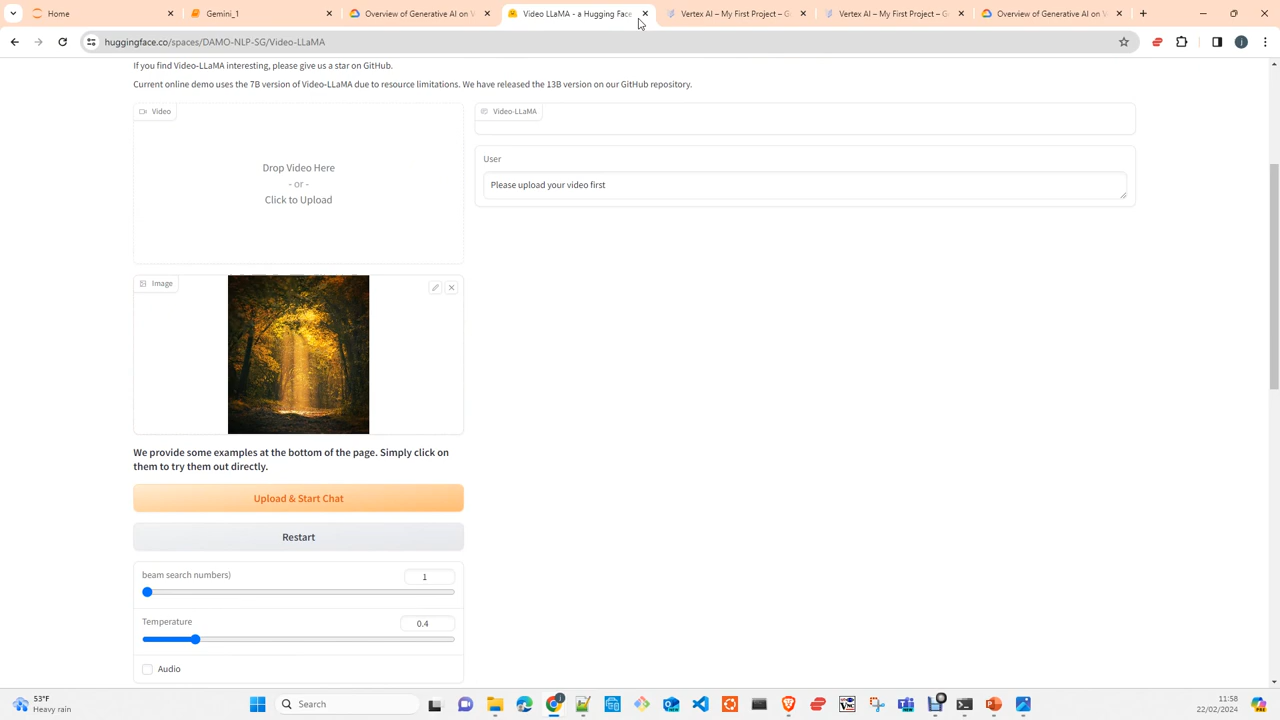 Home
Gemini_1
Overview of Generative AI on V
Video LLaMA - a Hugging Face
Vertex AI – My First Project – G
Vertex AI – My First Project – G
Overview of Generative AI on V
huggingface.co/spaces/DAMO-NLP-SG/Video-LLaMA
If you find Video-LLaMA interesting, please give us a star on GitHub.
Current online demo uses the 7B version of Video-LLaMA due to resource limitations. We have released the 13B version on our GitHub repository.
Video
Drop Video Here
- or -
Click to Upload
Video-LLaMA
User
Please upload your video first
Image
We provide some examples at the bottom of the page. Simply click on
them to try them out directly.
Upload & Start Chat
Restart
beam search numbers)
1
Temperature
0.4
Audio
53°F
Heavy rain
Search
11:58
22/02/2024